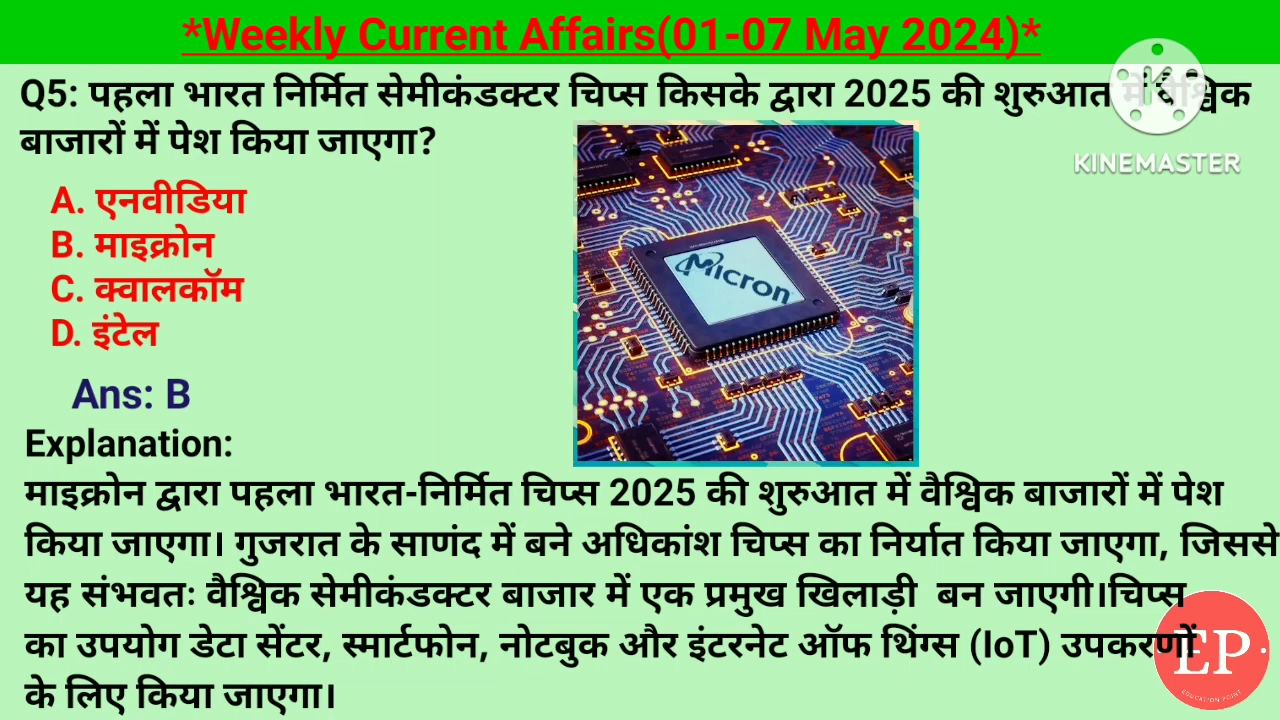 *Weekly Current Affairs(01-07 May 2024)*
Q5: पहला भारत निर्मित सेमीकंडक्टर चिप्स किसके द्वारा 2025 की शुरुआत में वैश्विक
बाजारों में पेश किया जाएगा?
KINEMASTER
A. एनवीडिया
B. माइक्रोन
C. क्वालकॉम
D. इंटेल
Micron
Ans: B
Explanation:
माइक्रोन द्वारा पहला भारत-निर्मित चिप्स 2025 की शुरुआत में वैश्विक बाजारों में पेश
किया जाएगा। गुजरात के साणंद में बने अधिकांश चिप्स का निर्यात किया जाएगा, जिससे
यह संभवतः वैश्विक सेमीकंडक्टर बाजार में एक प्रमुख खिलाड़ी  बन जाएगी।चिप्स
का उपयोग डेटा सेंटर, स्मार्टफोन, नोटबुक और इंटरनेट ऑफ थिंग्स (IoT) उपकरणों
के लिए किया जाएगा।
EP.
EDUCATION POINT